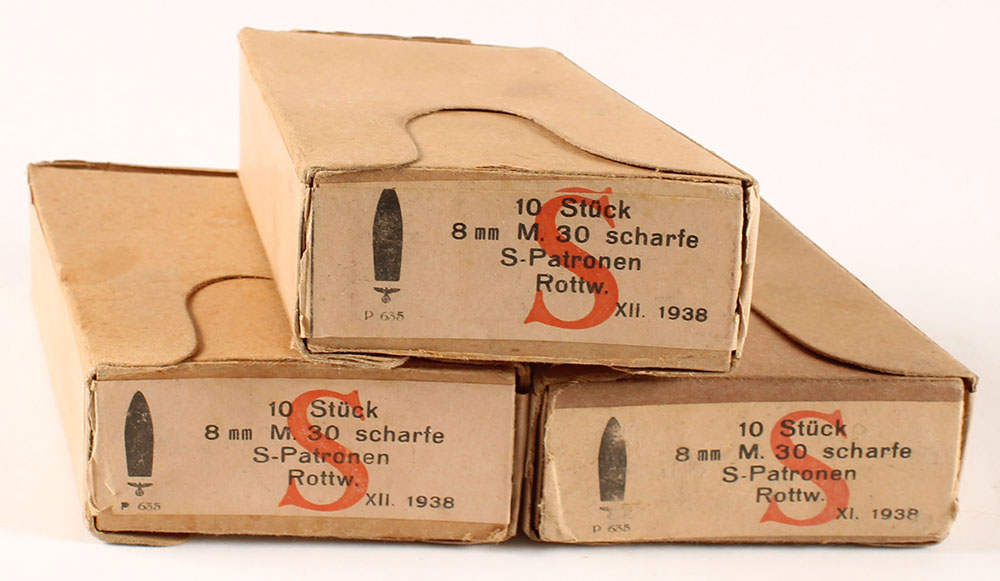 S
10 Stück
8 mm M. 30 scharfe
S-Patronen
Rottw.
XII. 1938
P 635
S
10 Stück
8 mm M. 30 scharfe
S-Patronen
Rottw.
XII. 1938
P 635
S
10 Stück
8 mm M. 30 scharfe
S-Patronen
Rottw.
XI. 1938
P 635